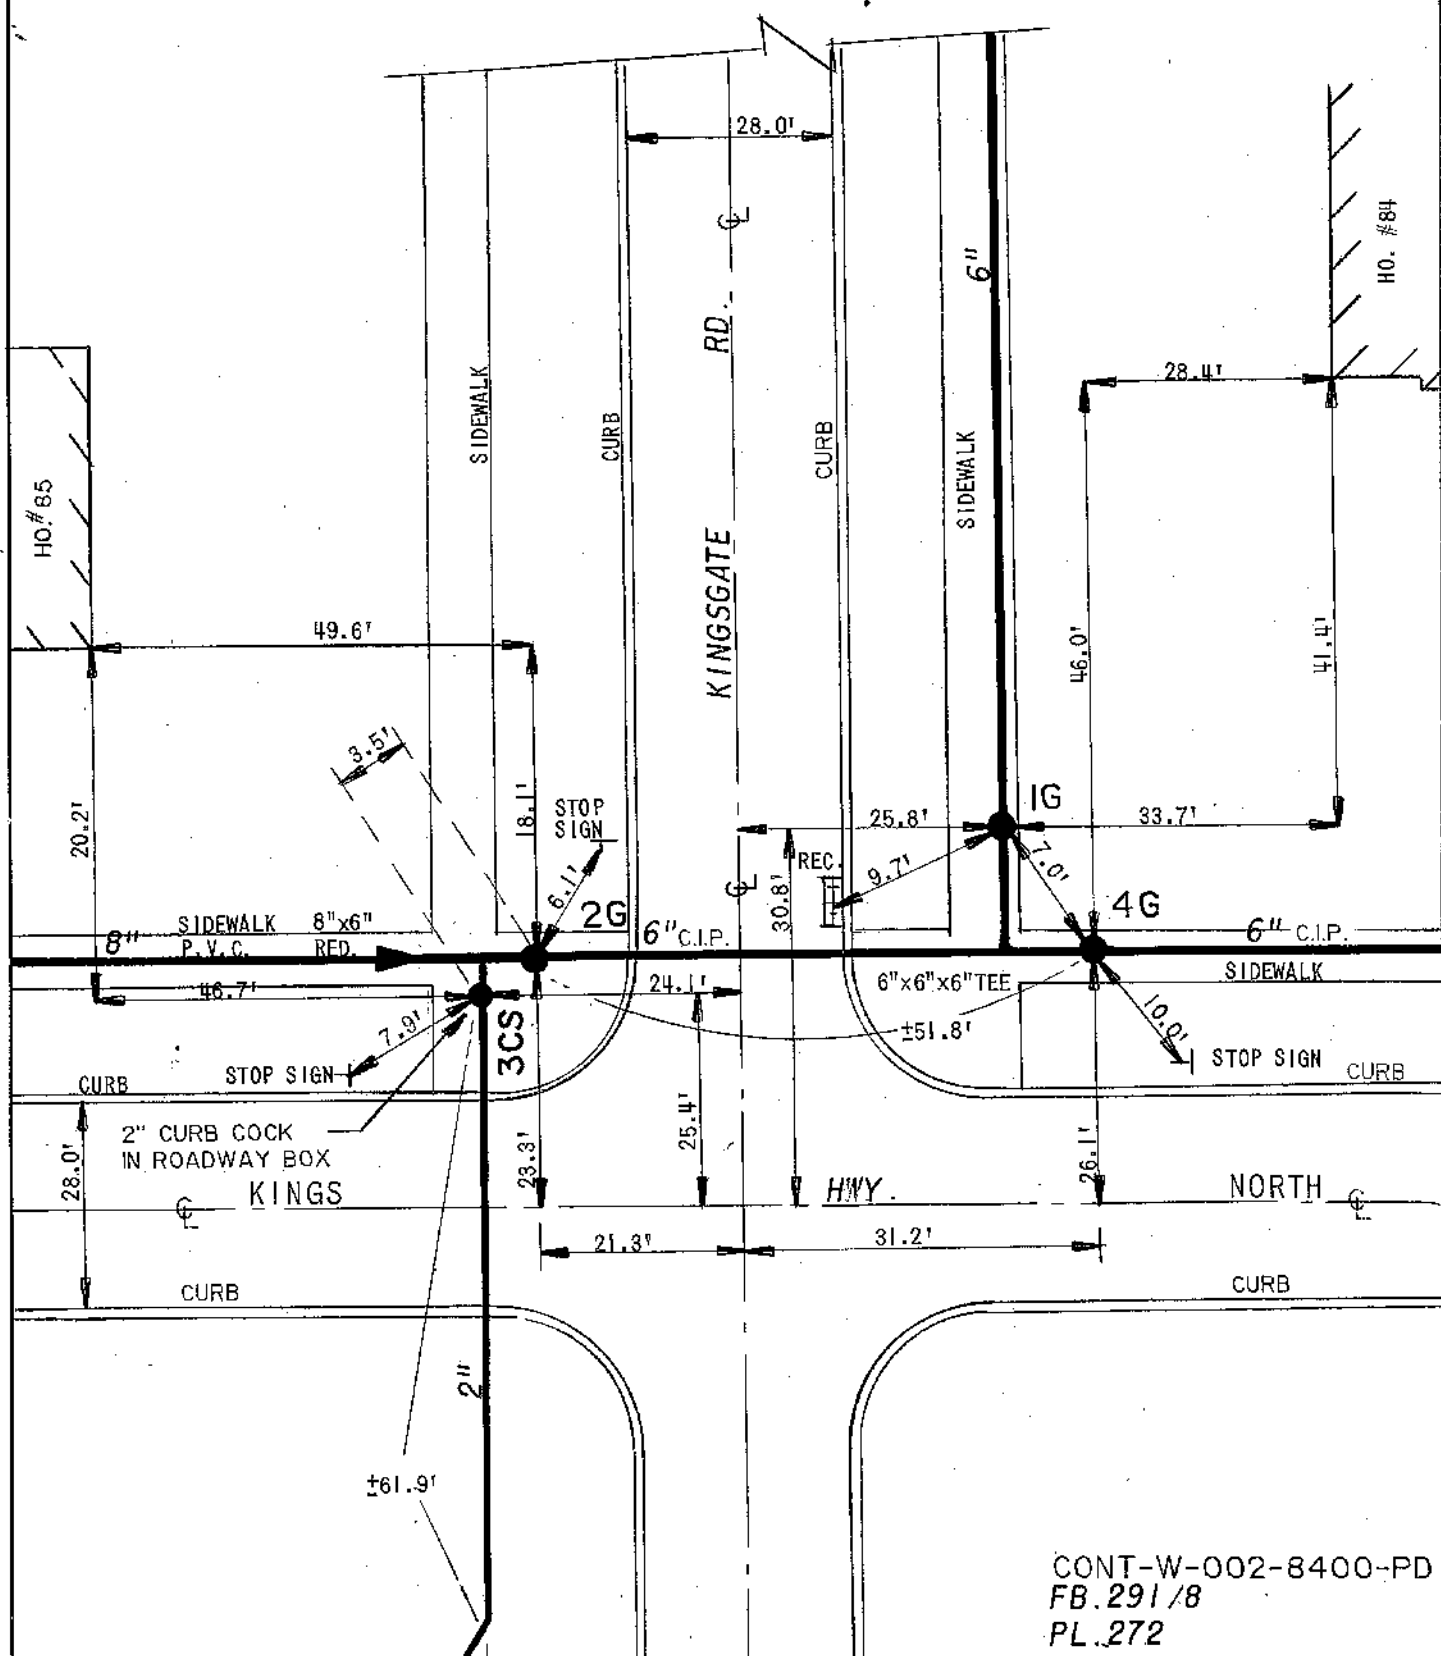 28.0'
℄
6"
HO. #84
RD.
28.4'
SIDEWALK
CURB
CURB
SIDEWALK
HO.#85
KINGSGATE
49.6'
46.0'
41.4'
3.5'
18.1'
STOP
SIGN
20.2'
6.1'
1G
25.8'
33.7'
REC.
9.7'
7.0'
℄
30.8'
2G
4G
SIDEWALK 8"x6"
8" P.V.C. RED.
6" C.I.P.
6" C.I.P.
SIDEWALK
46.7'
24.1'
6"x6"x6" TEE
7.9'
3CS
±51.8'
10.0'
STOP SIGN
STOP SIGN
CURB
CURB
25.4'
2" CURB COCK
IN ROADWAY BOX
28.0'
23.3'
26.1'
℄ KINGS HWY. NORTH ℄
21.3'
31.2'
CURB
CURB
2"
±61.9'
CONT-W-002-8400-PD
FB.291/8
PL.272